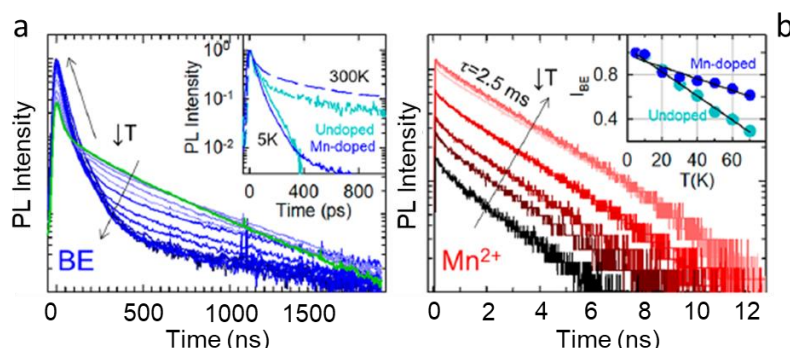 a
PL Intensity
↓T
BE
0 500 1000 1500
Time (ns)
PL Intensity
10⁰
10⁻¹
10⁻²
300K
Undoped
Mn-doped
5K
0 400 800
Time (ps)
b
PL Intensity
τ=2.5 ms
↓T
Mn²⁺
0 2 4 6 8 10 12
Time (ns)
I_BE
0.8
0.4
Mn-doped
Undoped
0 20 40 60
T(K)